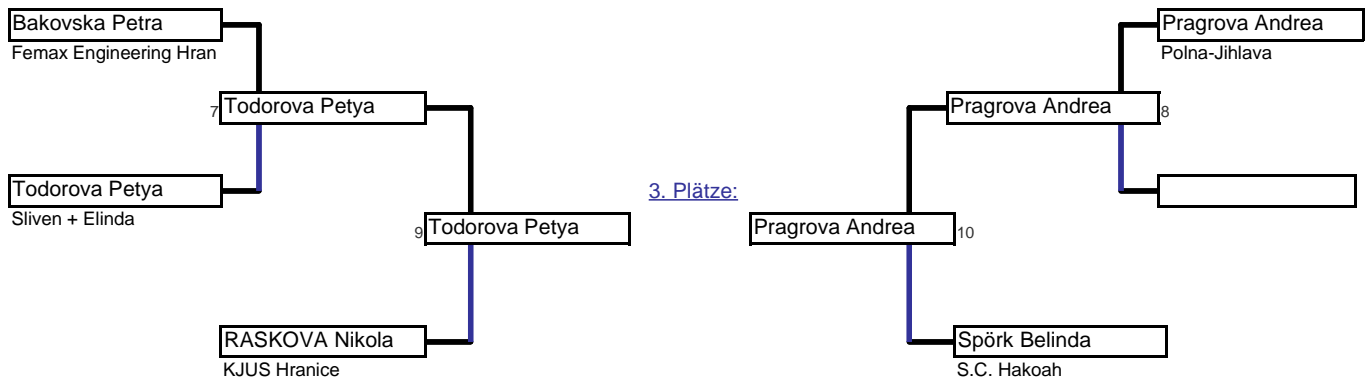 Bakovska Petra
Femax Engineering Hran
Pragrova Andrea
Polna-Jihlava
7 Todorova Petya
Pragrova Andrea 8
Todorova Petya
Sliven + Elinda
3. Plätze:
9 Todorova Petya
Pragrova Andrea 10
RASKOVA Nikola
KJUS Hranice
Spörk Belinda
S.C. Hakoah